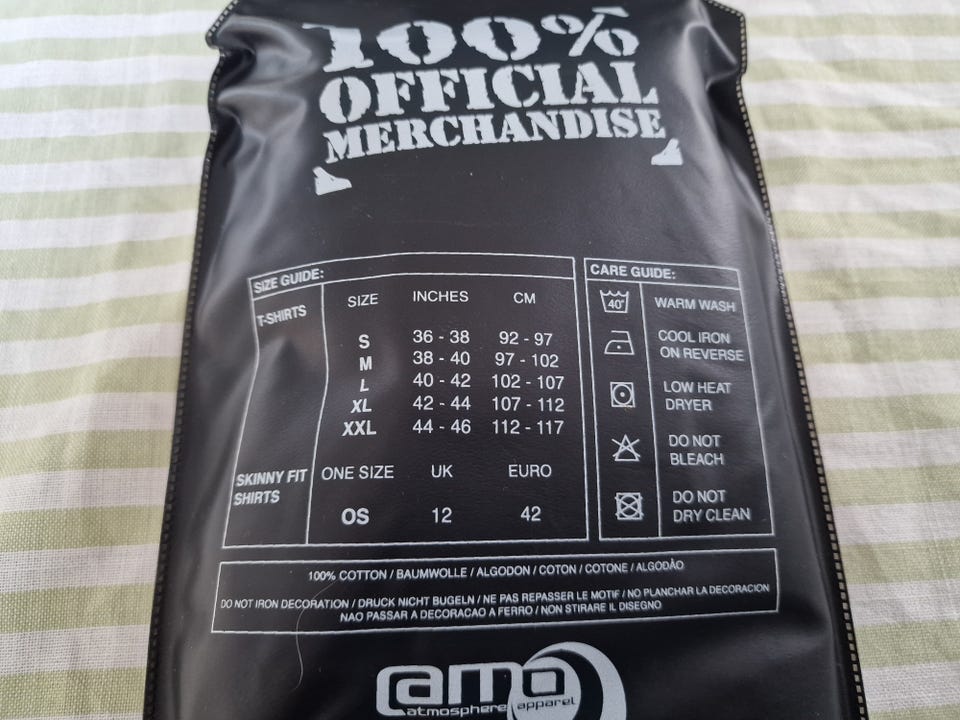 100%
OFFICIAL
MERCHANDISE
SIZE GUIDE:
T-SHIRTS
SIZE INCHES CM
S 36 - 38 92 - 97
M 38 - 40 97 - 102
L 40 - 42 102 - 107
XL 42 - 44 107 - 112
XXL 44 - 46 112 - 117
SKINNY FIT
SHIRTS
ONE SIZE UK EURO
OS 12 42
CARE GUIDE:
40° WARM WASH
COOL IRON
ON REVERSE
LOW HEAT
DRYER
DO NOT
BLEACH
DO NOT
DRY CLEAN
100% COTTON / BAUMWOLLE / ALGODON / COTON / COTONE / ALGODÃO
DO NOT IRON DECORATION / DRUCK NICHT BUGELN / NE PAS REPASSER LE MOTIF / NO PLANCHAR LA DECORACION
NAO PASSAR A DECORACAO A FERRO / NON STIRARE IL DISEGNO
amo
atmosphere apparel